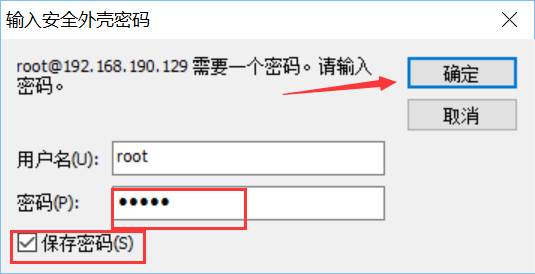 输入安全外壳密码
root@192.168.190.129 需要一个密码。请输入
密码。
确定
取消
用户名(U): root
密码(P): •••••
保存密码(S)